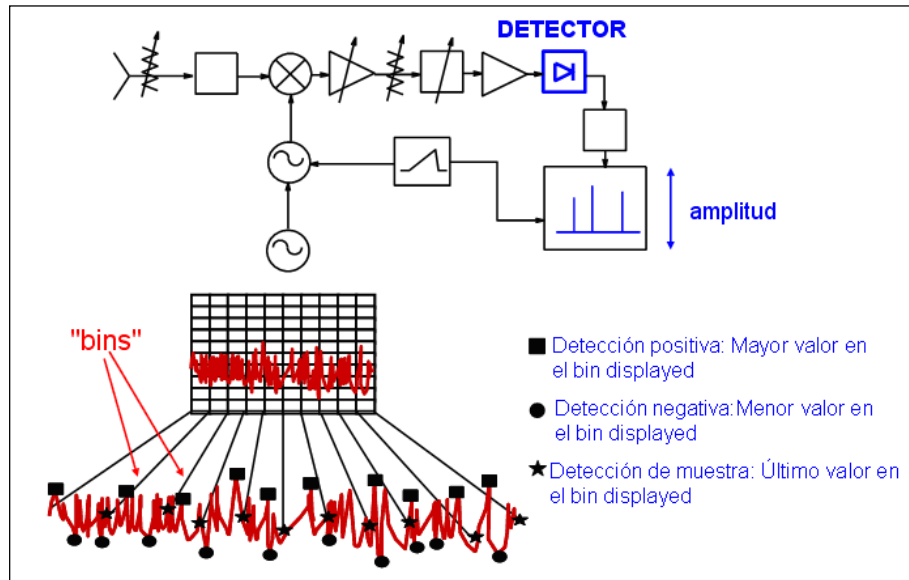 DETECTOR
amplitud
"bins"
Detección positiva: Mayor valor en
el bin displayed
Detección negativa: Menor valor en
el bin displayed
Detección de muestra: Último valor en
el bin displayed